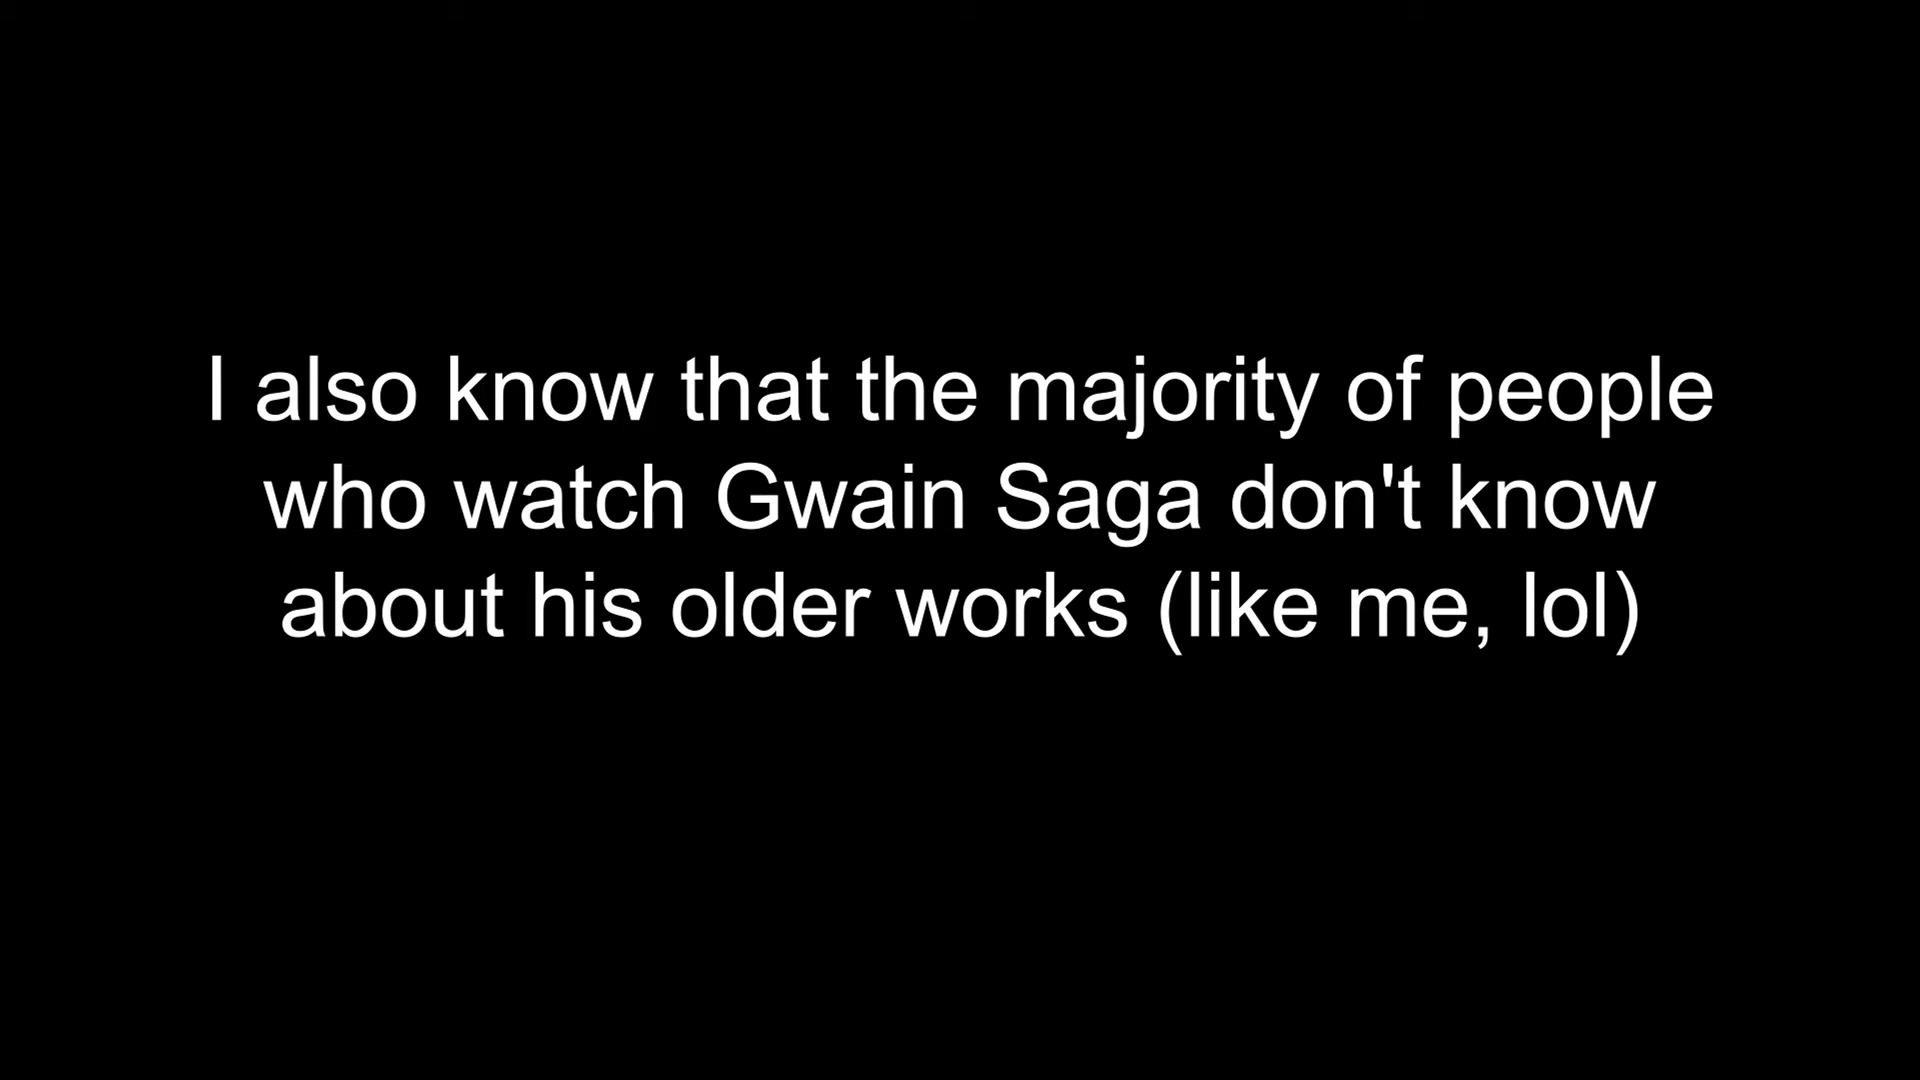 I also know that the majority of people
who watch Gwain Saga don't know
about his older works (like me, lol)